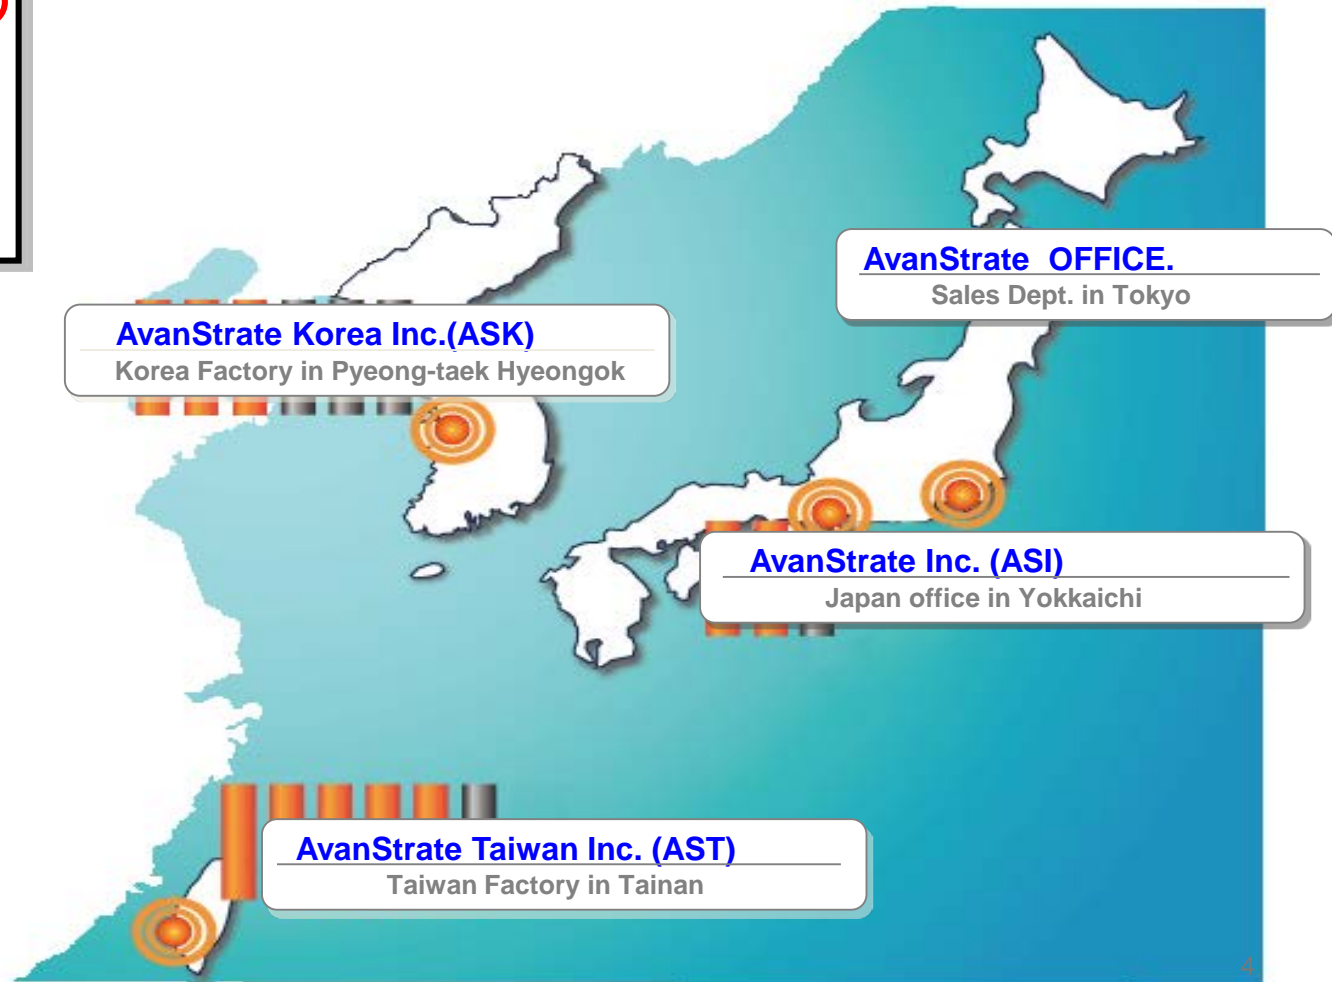 AvanStrate OFFICE.
Sales Dept. in Tokyo
AvanStrate Korea Inc.(ASK)
Korea Factory in Pyeong-taek Hyeongok
AvanStrate Inc. (ASI)
Japan office in Yokkaichi
AvanStrate Taiwan Inc. (AST)
Taiwan Factory in Tainan
4